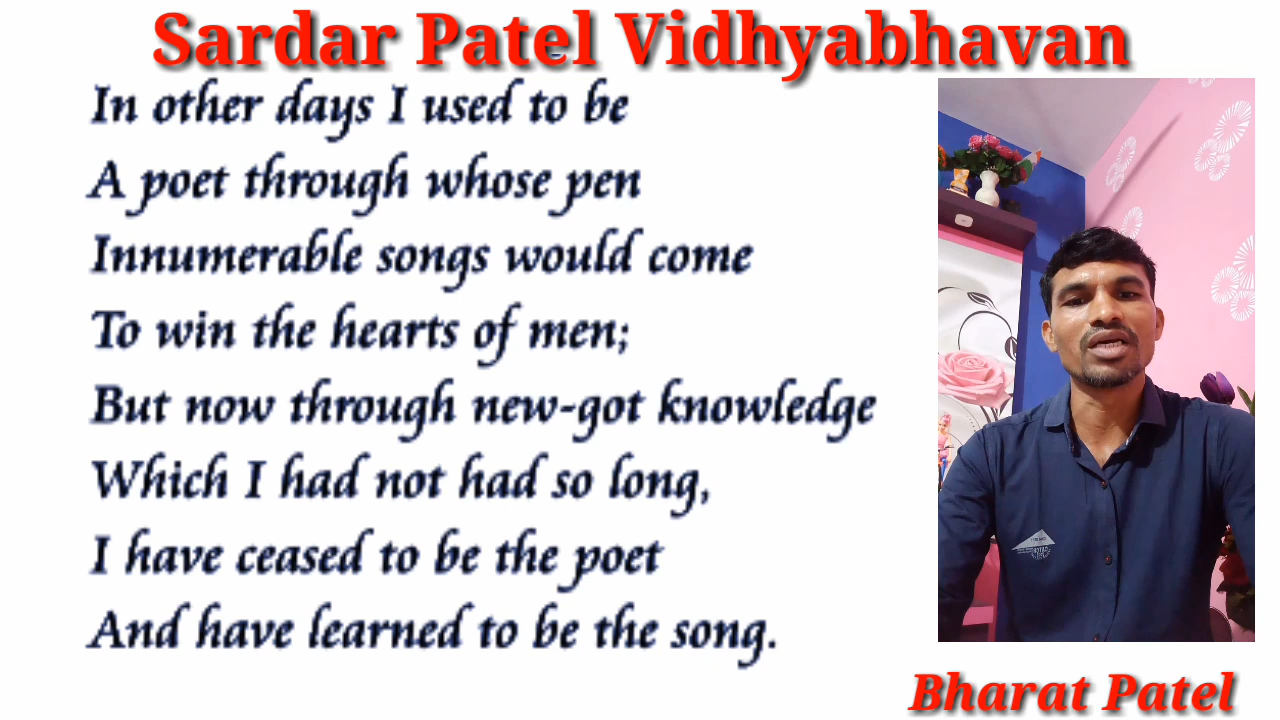 Sardar Patel Vidhyabhavan
In other days I used to be
A poet through whose pen
Innumerable songs would come
To win the hearts of men;
But now through new-got knowledge
Which I had not had so long,
I have ceased to be the poet
And have learned to be the song.
Bharat Patel